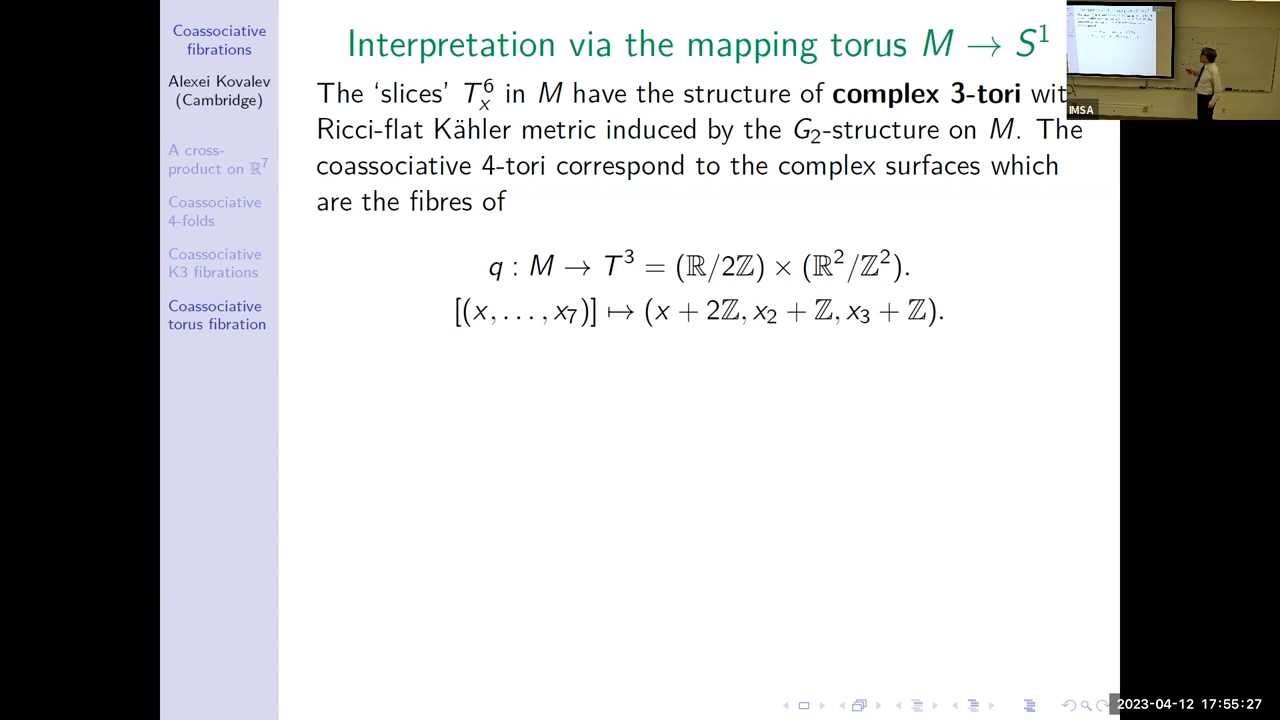 Coassociative
fibrations
Alexei Kovalev
(Cambridge)
A cross-
product on ℝ⁷
Coassociative
4-folds
Coassociative
K3 fibrations
Coassociative
torus fibration
Interpretation via the mapping torus M → S¹
The ‘slices’ T⁶ₓ in M have the structure of complex 3-tori wit
Ricci-flat Kähler metric induced by the G₂-structure on M. The
coassociative 4-tori correspond to the complex surfaces which
are the fibres of
q : M → T³ = (ℝ/2ℤ) × (ℝ²/ℤ²).
[(x, . . . , x₇)] ↦ (x + 2ℤ, x₂ + ℤ, x₃ + ℤ).
IMSA
2023-04-12 17:55:27